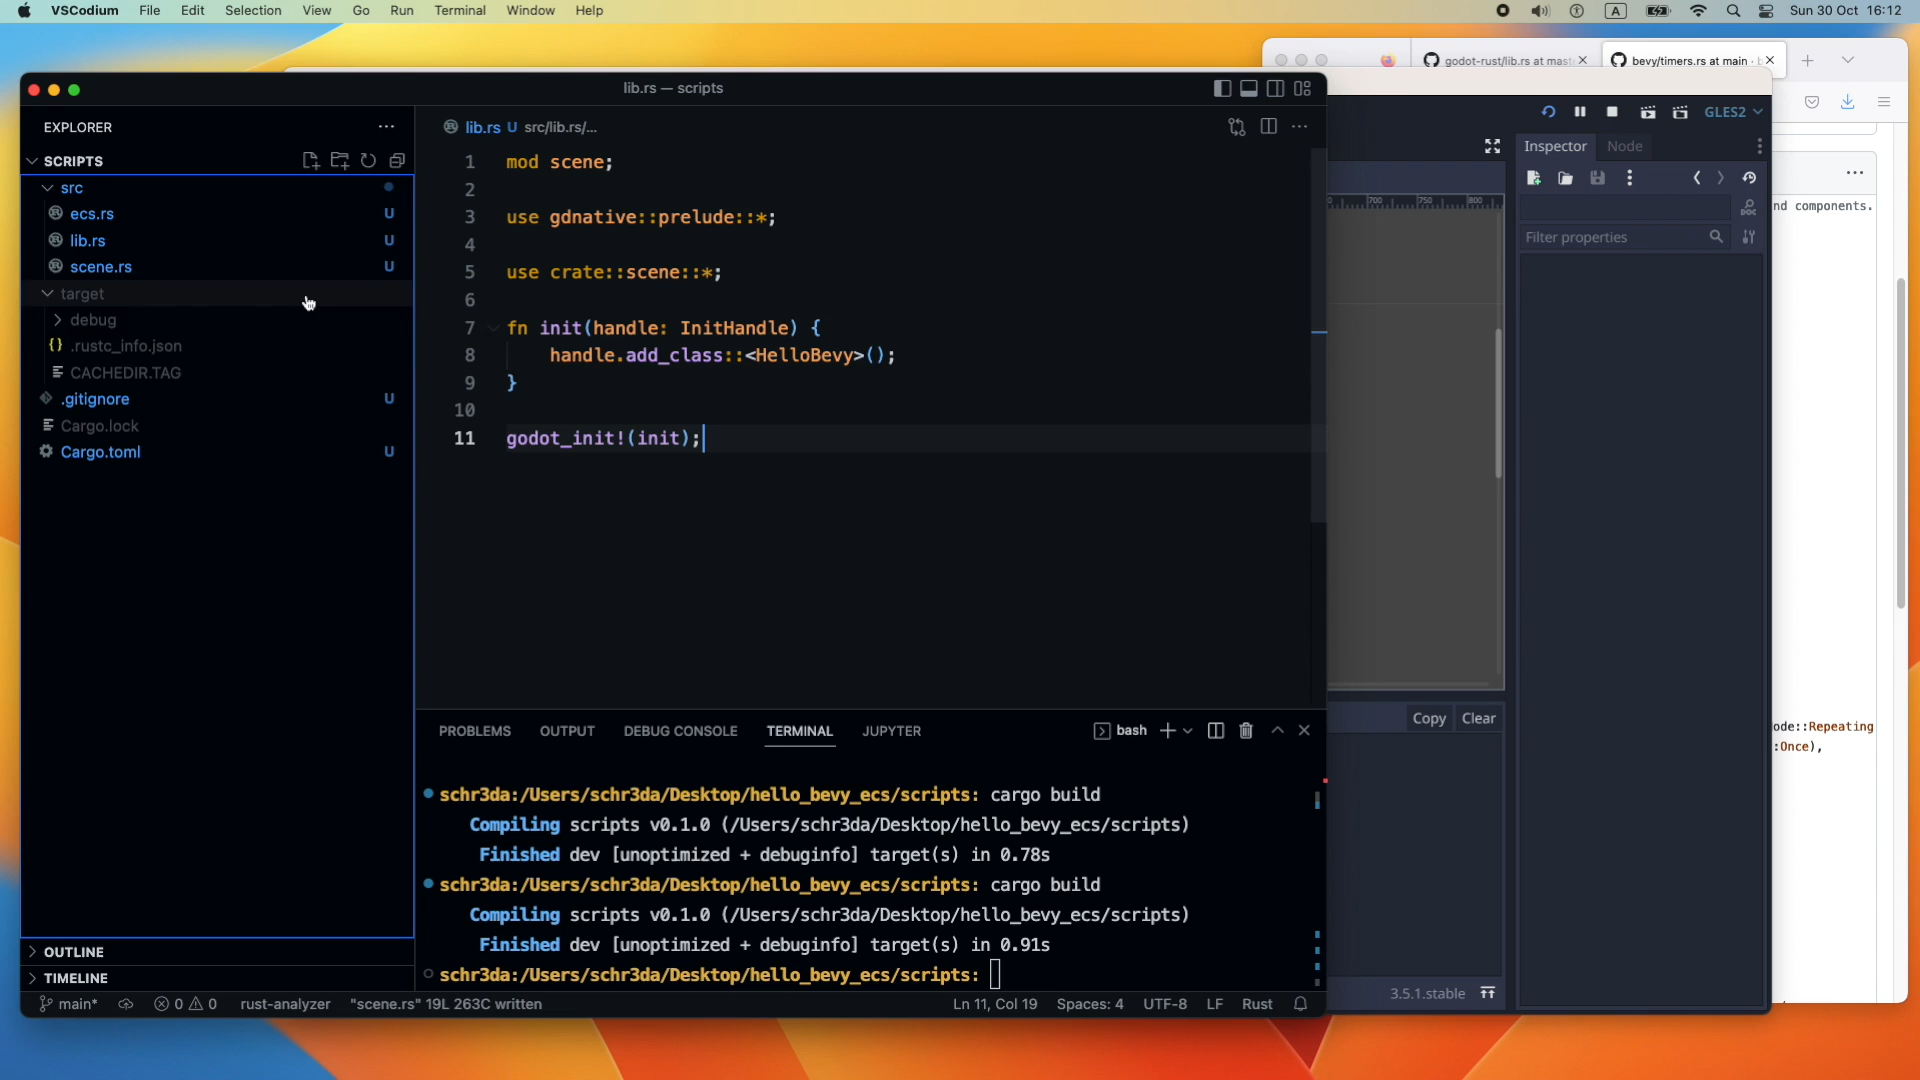 VSCodium File Edit Selection View Go Run Terminal Window Help
A Sun 30 Oct 16:12
godot-rust/lib.rs at mast
bevy/timers.rs at main · b
lib.rs — scripts
EXPLORER
SCRIPTS
src
ecs.rs U
lib.rs U
scene.rs U
target
debug
{} .rustc_info.json
CACHEDIR.TAG
.gitignore U
Cargo.lock
Cargo.toml U
OUTLINE
TIMELINE
lib.rs U src/lib.rs/...
1 mod scene;
2
3 use gdnative::prelude::*;
4
5 use crate::scene::*;
6
7 fn init(handle: InitHandle) {
8 handle.add_class::<HelloBevy>();
9 }
10
11 godot_init!(init);
PROBLEMS OUTPUT DEBUG CONSOLE TERMINAL JUPYTER
bash
schr3da:/Users/schr3da/Desktop/hello_bevy_ecs/scripts: cargo build
Compiling scripts v0.1.0 (/Users/schr3da/Desktop/hello_bevy_ecs/scripts)
Finished dev [unoptimized + debuginfo] target(s) in 0.78s
schr3da:/Users/schr3da/Desktop/hello_bevy_ecs/scripts: cargo build
Compiling scripts v0.1.0 (/Users/schr3da/Desktop/hello_bevy_ecs/scripts)
Finished dev [unoptimized + debuginfo] target(s) in 0.91s
schr3da:/Users/schr3da/Desktop/hello_bevy_ecs/scripts:
main* 0 0 rust-analyzer "scene.rs" 19L 263C written
Ln 11, Col 19 Spaces: 4 UTF-8 LF Rust
GLES2
Inspector Node
DOC
Filter properties
700 750 800
Copy Clear
3.5.1.stable
nd components.
ode::Repeating
:Once),